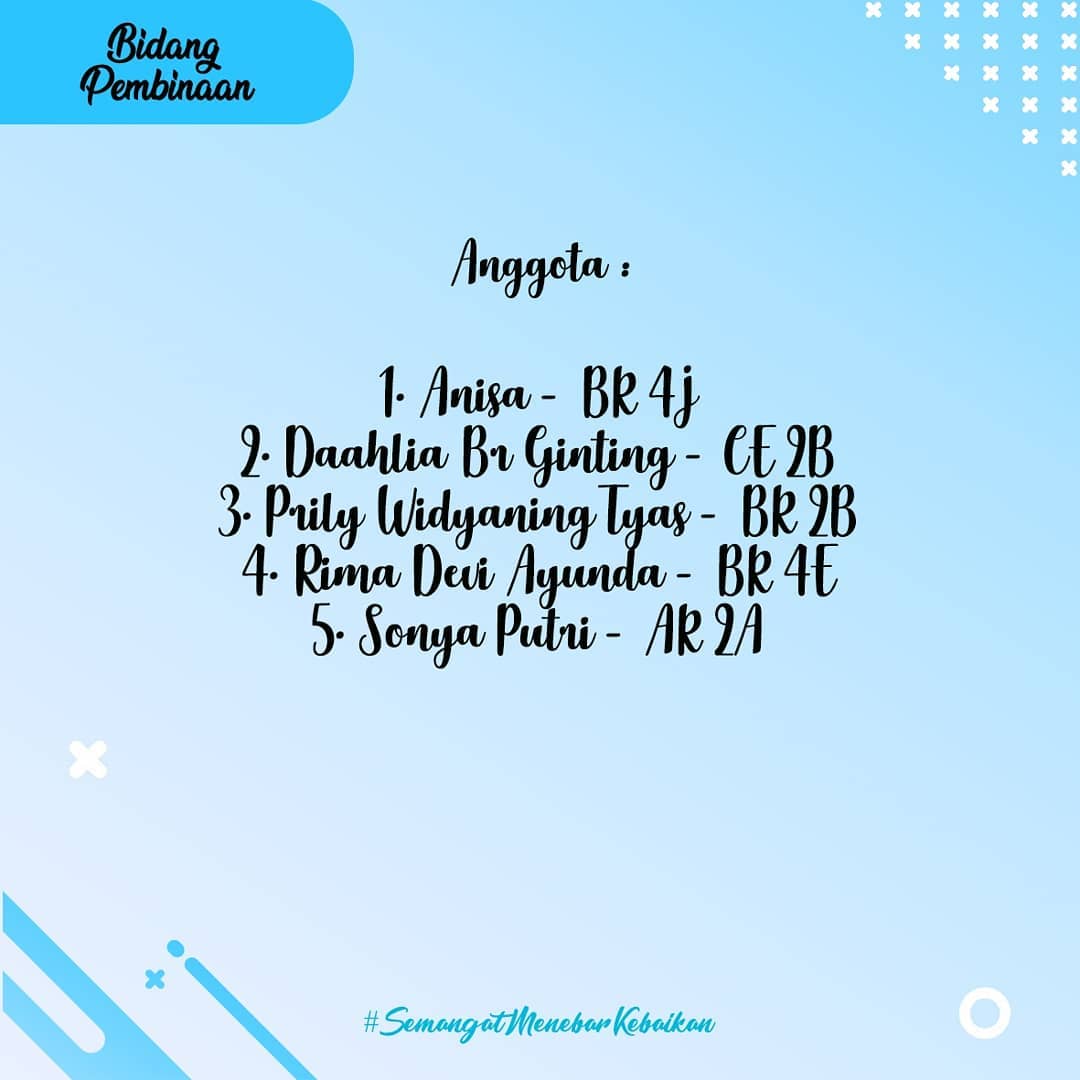 Bidang
Pembinaan
Anggota :
1. Anisa - BR 4J
2. Daahlia Br Ginting - CE 2B
3. Prily Widyaning Tyas - BR 2B
4. Rima Devi Ayunda - BR 4E
5. Sonya Putri - AR 2A
#SemangatMenebarKebaikan